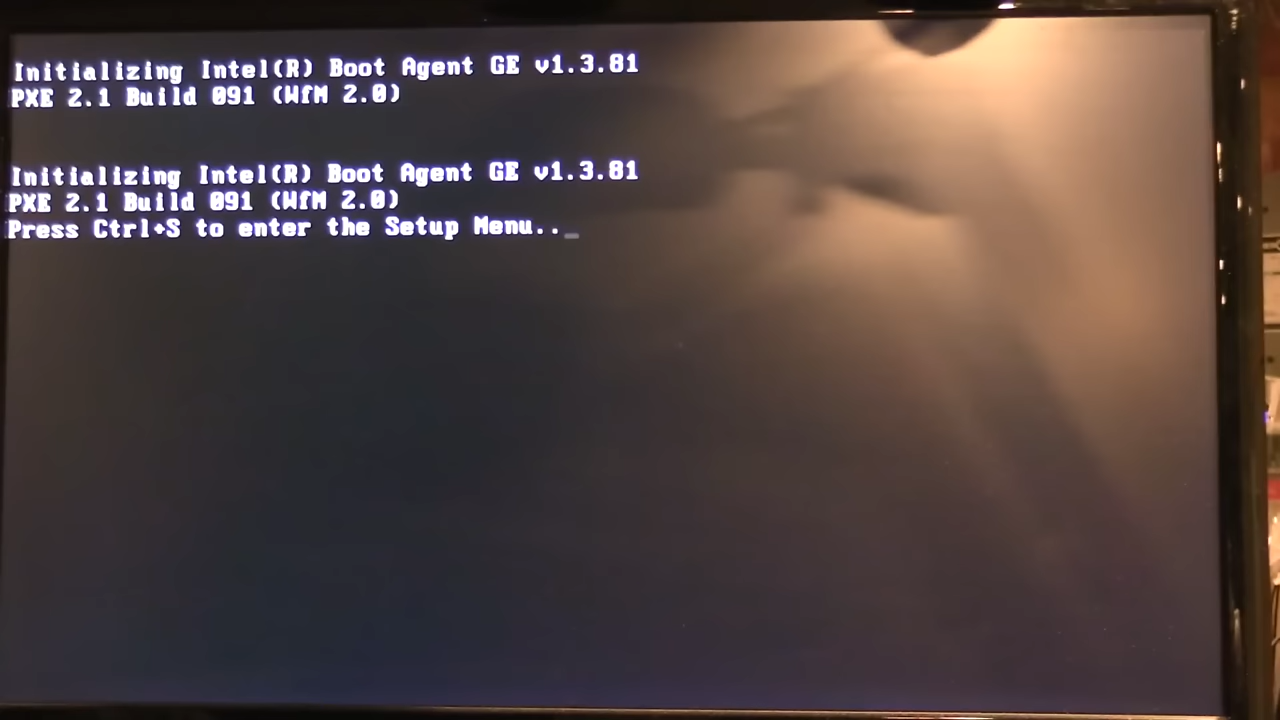 Initializing Intel(R) Boot Agent GE v1.3.81
PXE 2.1 Build 091 (WfM 2.0)
Initializing Intel(R) Boot Agent GE v1.3.81
PXE 2.1 Build 091 (WfM 2.0)
Press Ctrl+S to enter the Setup Menu.._